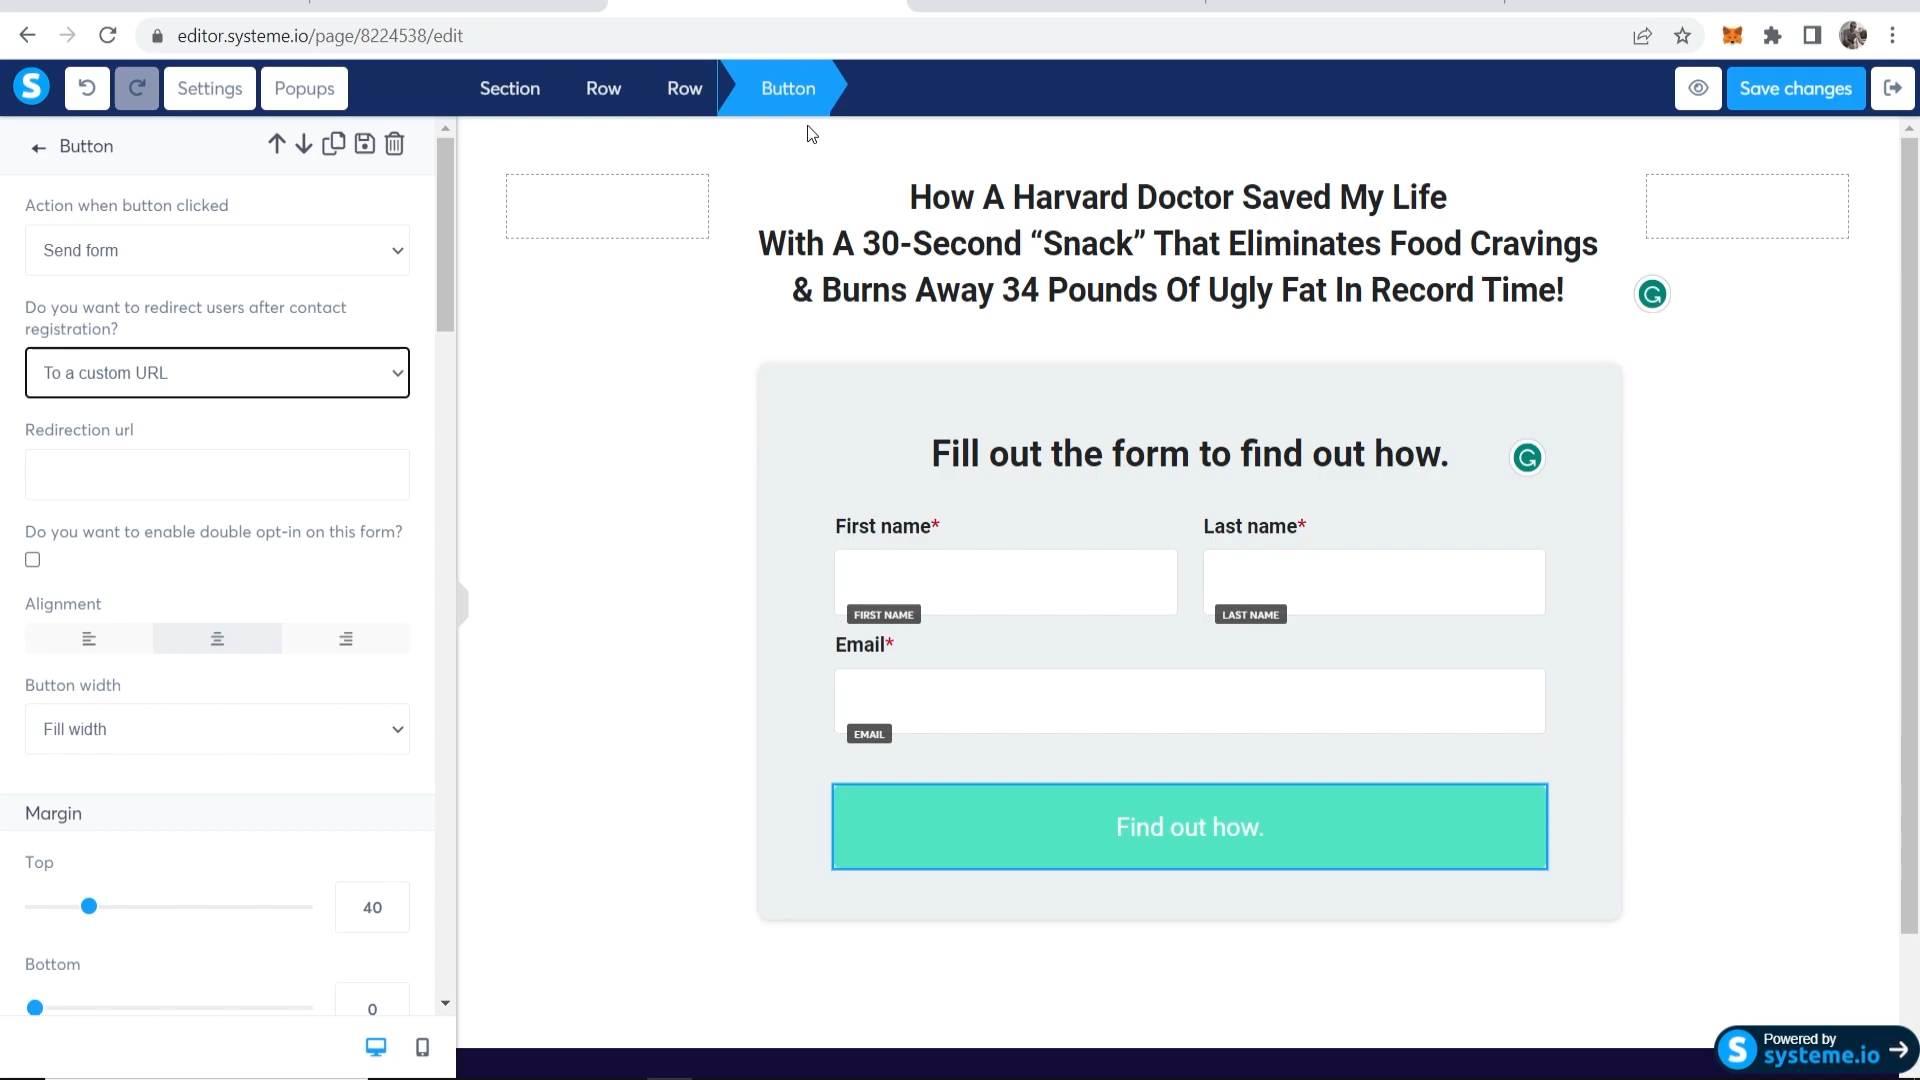 editor.systeme.io/page/8224538/edit
S
Settings
Popups
Section
Row
Row
Button
Save changes
Button
Action when button clicked
Send form
Do you want to redirect users after contact
registration?
To a custom URL
Redirection url
Do you want to enable double opt-in on this form?
Alignment
Button width
Fill width
Margin
Top
40
Bottom
0
How A Harvard Doctor Saved My Life
With A 30-Second “Snack” That Eliminates Food Cravings
& Burns Away 34 Pounds Of Ugly Fat In Record Time!
Fill out the form to find out how.
First name*
Last name*
FIRST NAME
LAST NAME
Email*
EMAIL
Find out how.
S
Powered by
systeme.io